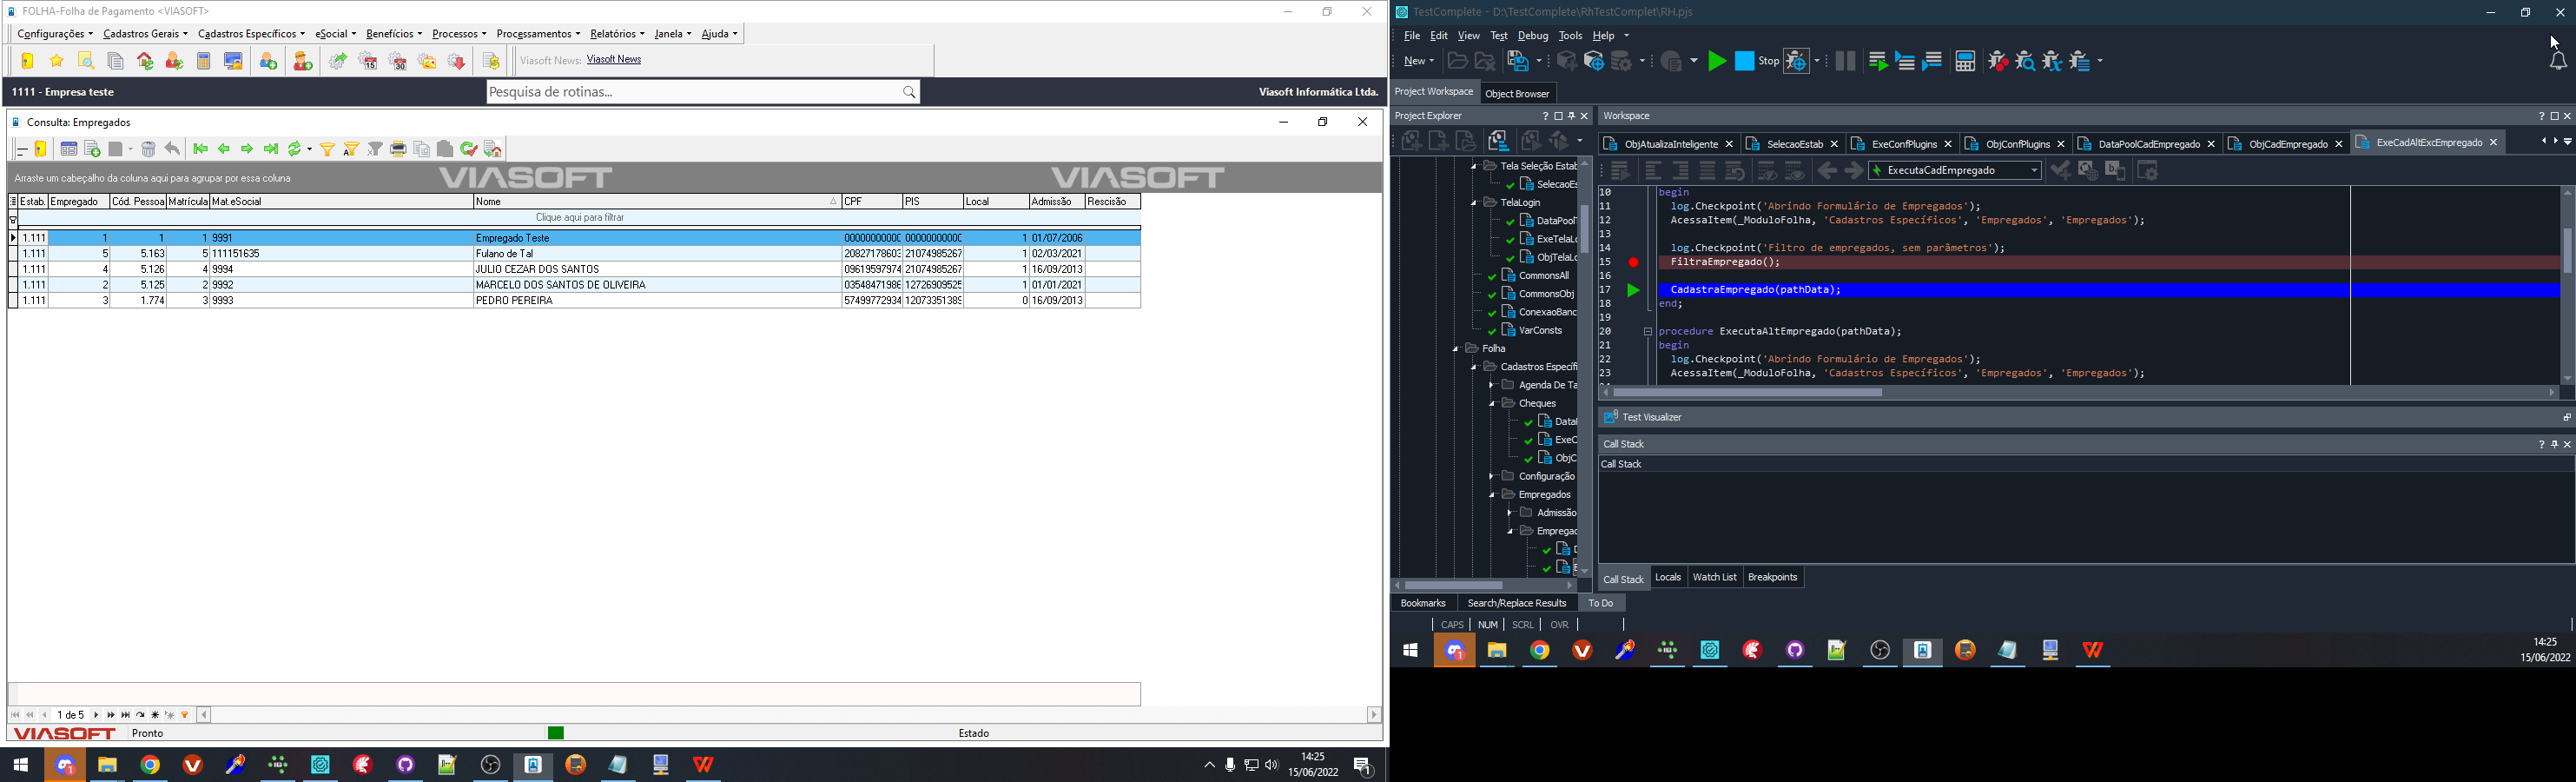 FOLHA-Folha de Pagamento <VIASOFT>
Configurações Cadastros Gerais Cadastros Específicos eSocial Benefícios Processos Processamentos Relatórios Janela Ajuda
15 30 Viasoft News: Viasoft News
1111 - Empresa teste Pesquisa de rotinas... Viasoft Informática Ltda.
Consulta: Empregados
Arraste um cabeçalho da coluna aqui para agrupar por essa coluna VIASOFT VIASOFT
Estab. Empregado Cód. Pessoa Matrícula Mat.eSocial Nome CPF PIS Local Admissão Rescisão
Clique aqui para filtrar
1.111 1 1 1 9991 Empregado Teste 0000000000C 0000000000C 1 01/07/2006
1.111 5 5.163 5 111151635 Fulano de Tal 20827178603 21074985267 1 02/03/2021
1.111 4 5.126 4 9994 JULIO CEZAR DOS SANTOS 09619597974 21074985267 1 16/09/2013
1.111 2 5.125 2 9992 MARCELO DOS SANTOS DE OLIVEIRA 03548471986 12726909525 1 01/01/2021
1.111 3 1.774 3 9993 PEDRO PEREIRA 57499772934 12073351389 0 16/09/2013
1 de 5
VIASOFT Pronto Estado
14:25
15/06/2022
TestComplete - D:\TestComplete\RhTestComplet\RH.pjs
File Edit View Test Debug Tools Help
New Stop
Project Workspace Object Browser
Project Explorer
Tela Seleção Estab
SelecaoEs
TelaLogin
DataPoolT
ExeTelaLo
ObjTelaLo
CommonsAll
CommonsObj
ConexaoBanc
VarConsts
Folha
Cadastros Específi
Agenda De Ta
Cheques
Datal
ExeC
ObjC
Configuração
Empregados
Admissão
Empregac
Workspace
ObjAtualizaInteligente SelecaoEstab ExeConfPlugins ObjConfPlugins DataPoolCadEmpregado ObjCadEmpregado ExeCadAltExcEmpregado
ExecutaCadEmpregado
10 begin
11 log.Checkpoint('Abrindo Formulário de Empregados');
12 AcessaItem(_ModuloFolha, 'Cadastros Específicos', 'Empregados', 'Empregados');
13
14 log.Checkpoint('Filtro de empregados, sem parâmetros');
15 FiltraEmpregado();
16
17 CadastraEmpregado(pathData);
18 end;
19
20 procedure ExecutaAltEmpregado(pathData);
21 begin
22 log.Checkpoint('Abrindo Formulário de Empregados');
23 AcessaItem(_ModuloFolha, 'Cadastros Específicos', 'Empregados', 'Empregados');
Test Visualizer
Call Stack
Call Stack
Call Stack Locals Watch List Breakpoints
Bookmarks Search/Replace Results To Do
CAPS NUM SCRL OVR
14:25
15/06/2022